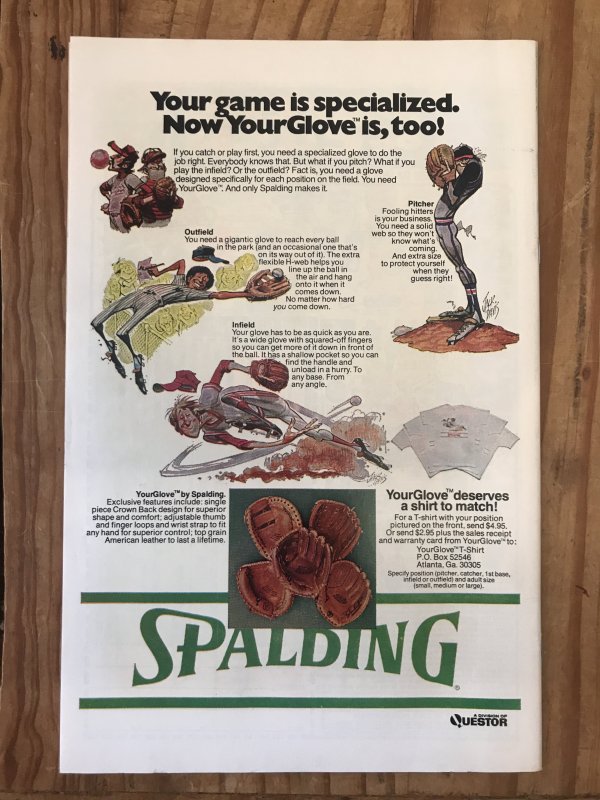 Your game is specialized.
Now YourGlove™ is, too!
If you catch or play first, you need a specialized glove to do the
job right. Everybody knows that. But what if you pitch? What if you
play the infield? Or the outfield? Fact is, you need a glove
designed specifically for each position on the field. You need
YourGlove™. And only Spalding makes it.
Pitcher
Fooling hitters
is your business.
You need a solid
web so they won't
know what's
coming.
And extra size
to protect yourself
when they
guess right!
Outfield
You need a gigantic glove to reach every ball
in the park (and an occasional one that's
on its way out of it). The extra
flexible H-web helps you
line up the ball in
the air and hang
onto it when it
comes down.
No matter how hard
you come down.
Infield
Your glove has to be as quick as you are.
It's a wide glove with squared-off fingers
so you can get more of it down in front of
the ball. It has a shallow pocket so you can
find the handle and
unload in a hurry. To
any base. From
any angle.
YourGlove™ by Spalding.
Exclusive features include: single
piece Crown Back design for superior
shape and comfort; adjustable thumb
and finger loops and wrist strap to fit
any hand for superior control; top grain
American leather to last a lifetime.
YourGlove™ deserves
a shirt to match!
For a T-shirt with your position
pictured on the front, send $4.95.
Or send $2.95 plus the sales receipt
and warranty card from YourGlove™ to:
YourGlove™ T-Shirt
P.O. Box 52546
Atlanta, Ga. 30305
Specify position (pitcher, catcher, 1st base,
infield or outfield) and adult size
(small, medium or large).
SPALDING®
A DIVISION OF
QUESTOR